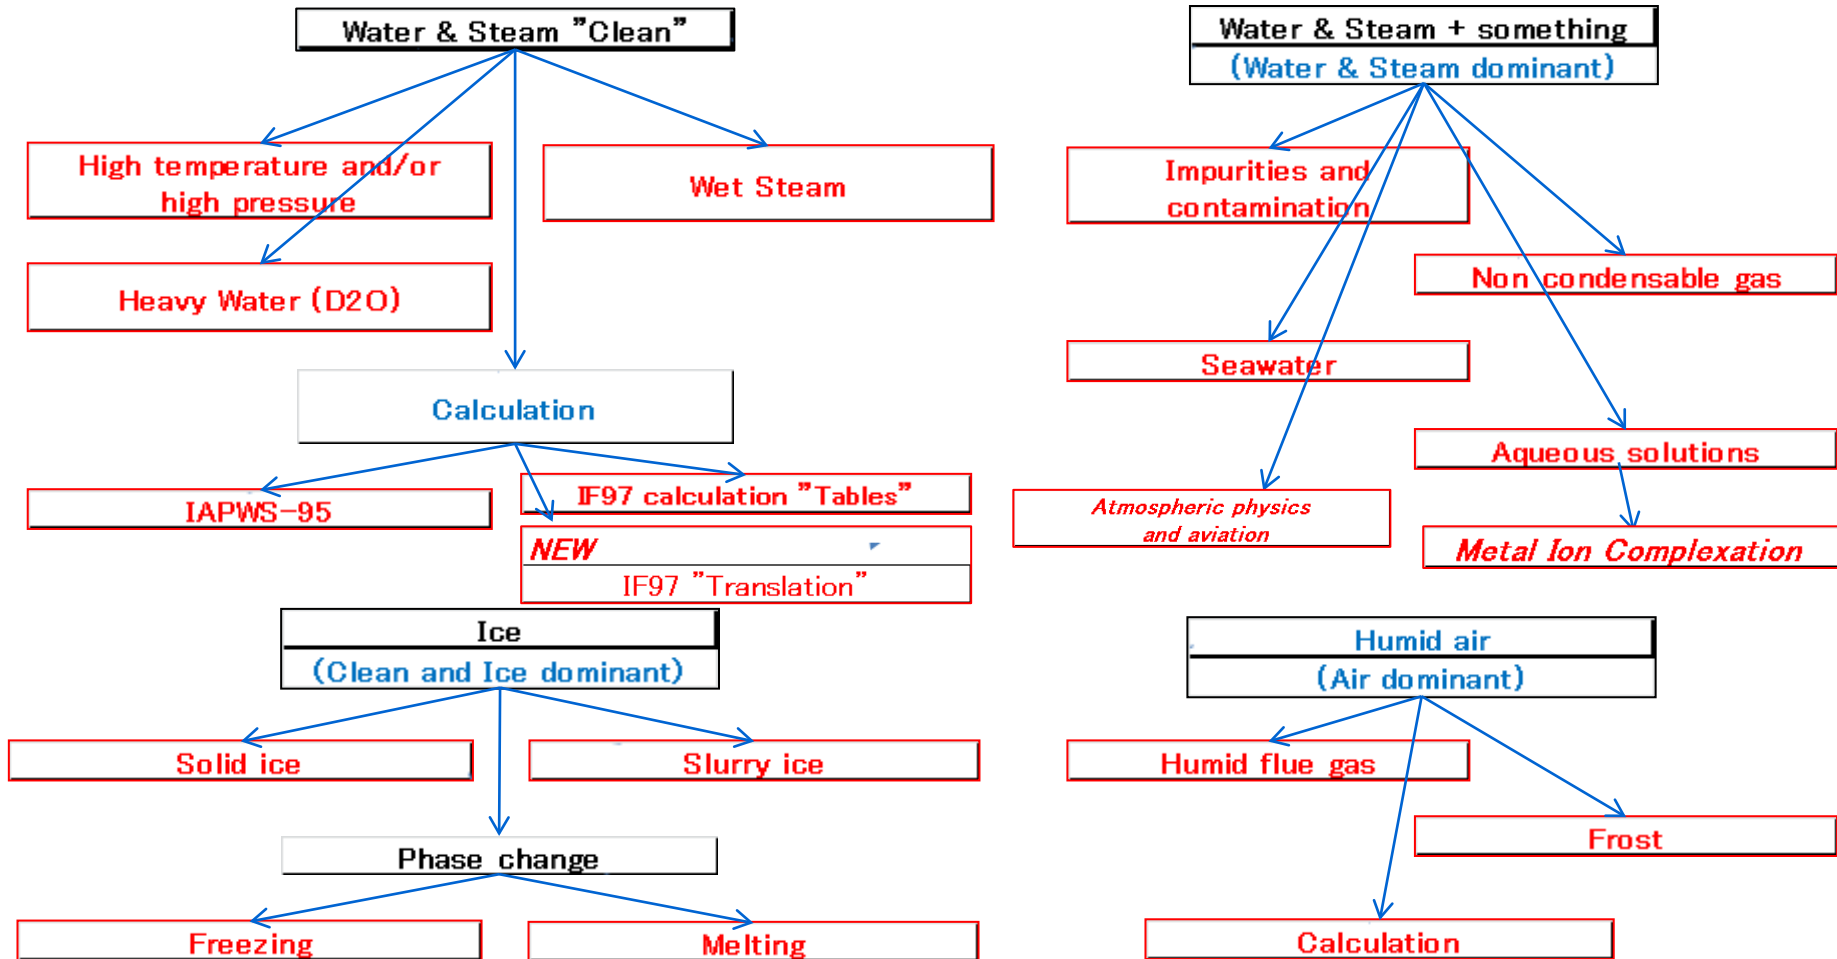 Water & Steam "Clean"
High temperature and/or
high pressure
Wet Steam
Heavy Water (D2O)
Calculation
IAPWS-95
IF97 calculation "Tables"
NEW
IF97 "Translation"
Water & Steam + something
(Water & Steam dominant)
Impurities and
contamination
Non condensable gas
Seawater
Aqueous solutions
Atmospheric physics
and aviation
Metal Ion Complexation
Ice
(Clean and Ice dominant)
Solid ice
Slurry ice
Phase change
Freezing
Melting
Humid air
(Air dominant)
Humid flue gas
Frost
Calculation